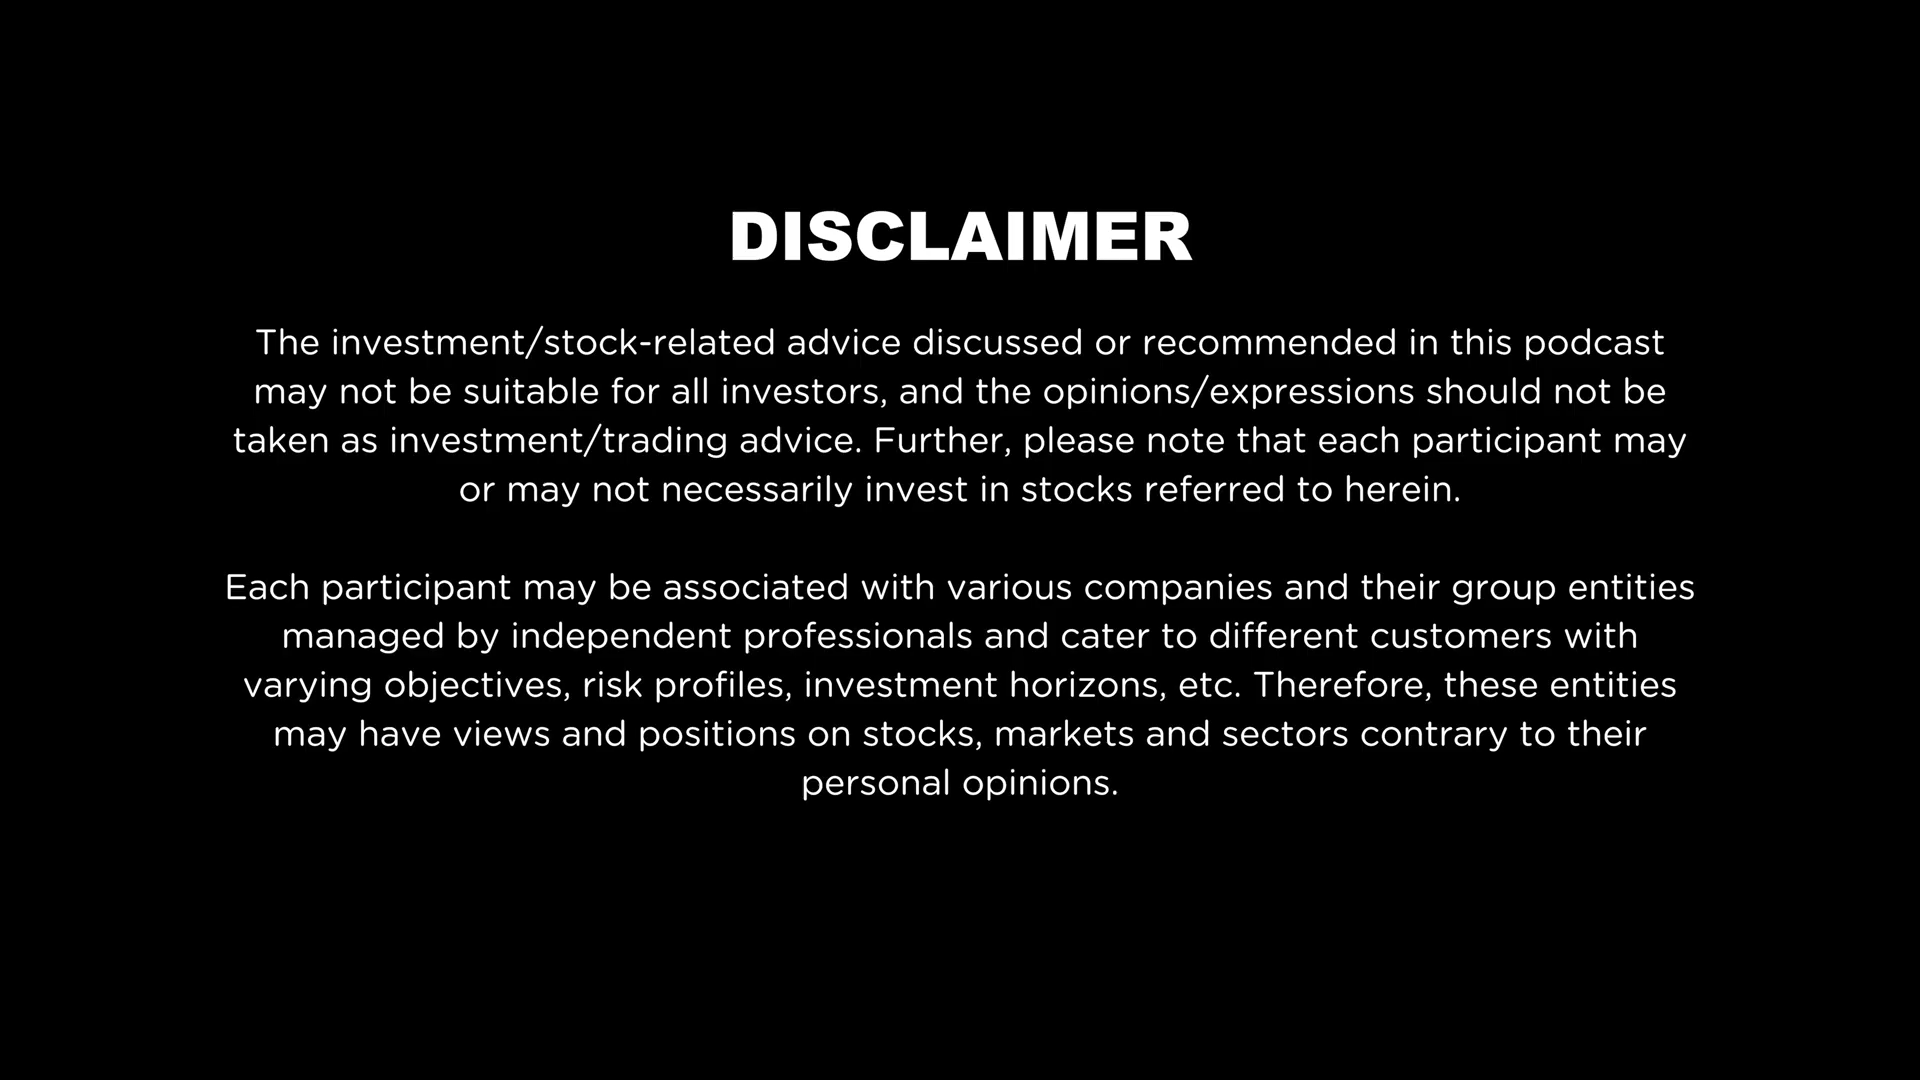 DISCLAIMER
The investment/stock-related advice discussed or recommended in this podcast
may not be suitable for all investors, and the opinions/expressions should not be
taken as investment/trading advice. Further, please note that each participant may
or may not necessarily invest in stocks referred to herein.
Each participant may be associated with various companies and their group entities
managed by independent professionals and cater to different customers with
varying objectives, risk profiles, investment horizons, etc. Therefore, these entities
may have views and positions on stocks, markets and sectors contrary to their
personal opinions.